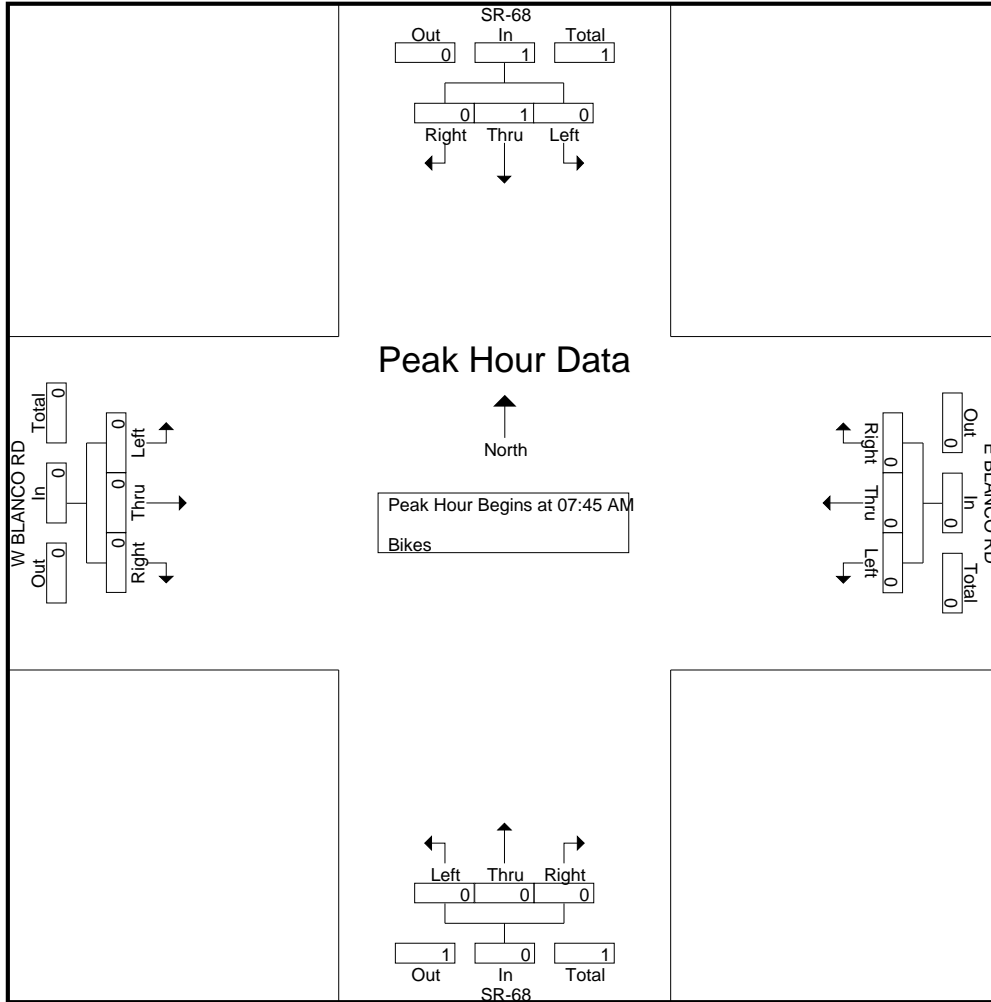 SR-68
Out In Total
0 1 1
0 1 0
Right Thru Left
Peak Hour Data
North
Peak Hour Begins at 07:45 AM
Bikes
W BLANCO RD
Total In Out
0 0 0
0 0 0
Left Thru Right
Right Thru Left
0 0 0
0 0 0
Out In Total
E BLANCO RD
Left Thru Right
0 0 0
1 0 1
Out In Total
SR-68